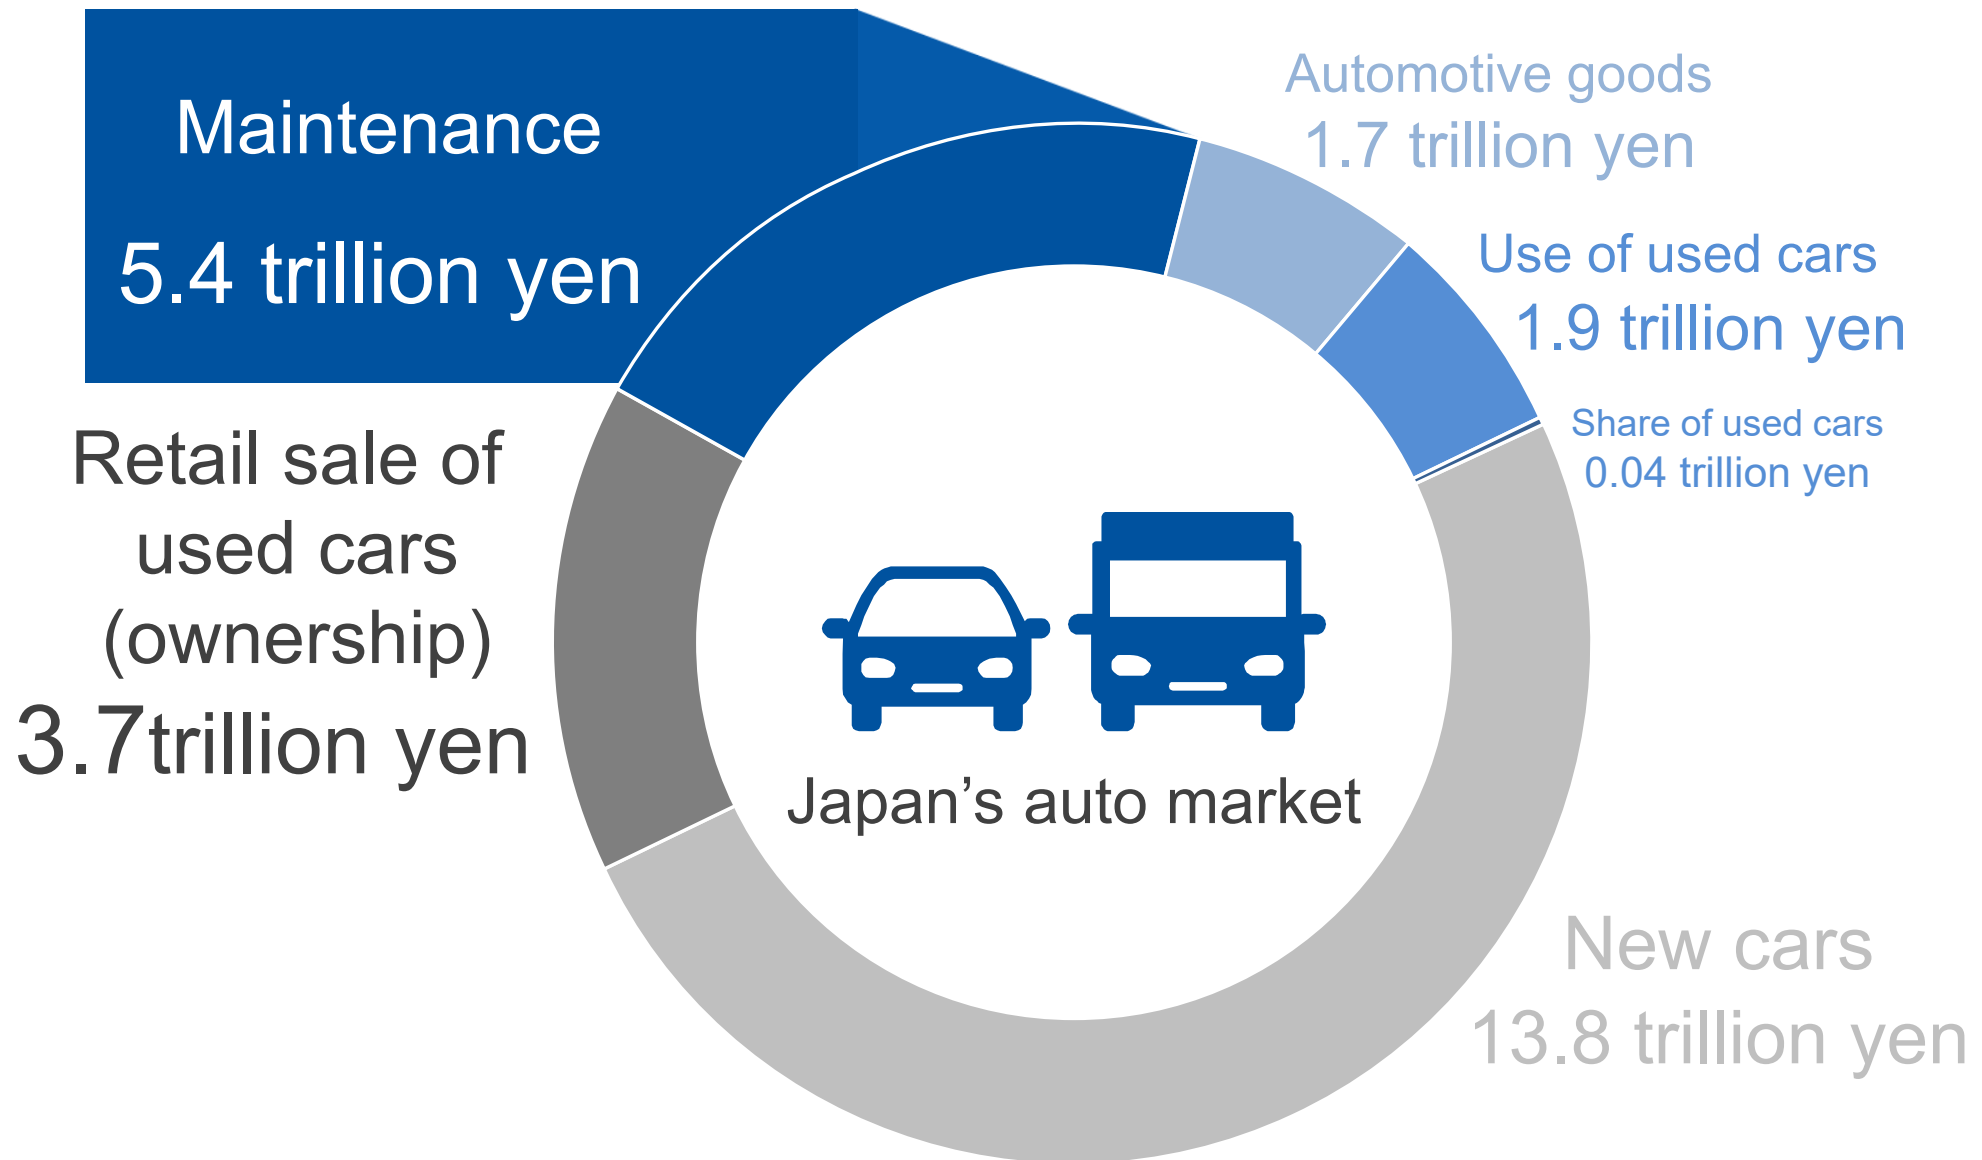 Maintenance
5.4 trillion yen
Automotive goods
1.7 trillion yen
Use of used cars
1.9 trillion yen
Share of used cars
0.04 trillion yen
Retail sale of
used cars
(ownership)
3.7trillion yen
Japan’s auto market
New cars
13.8 trillion yen